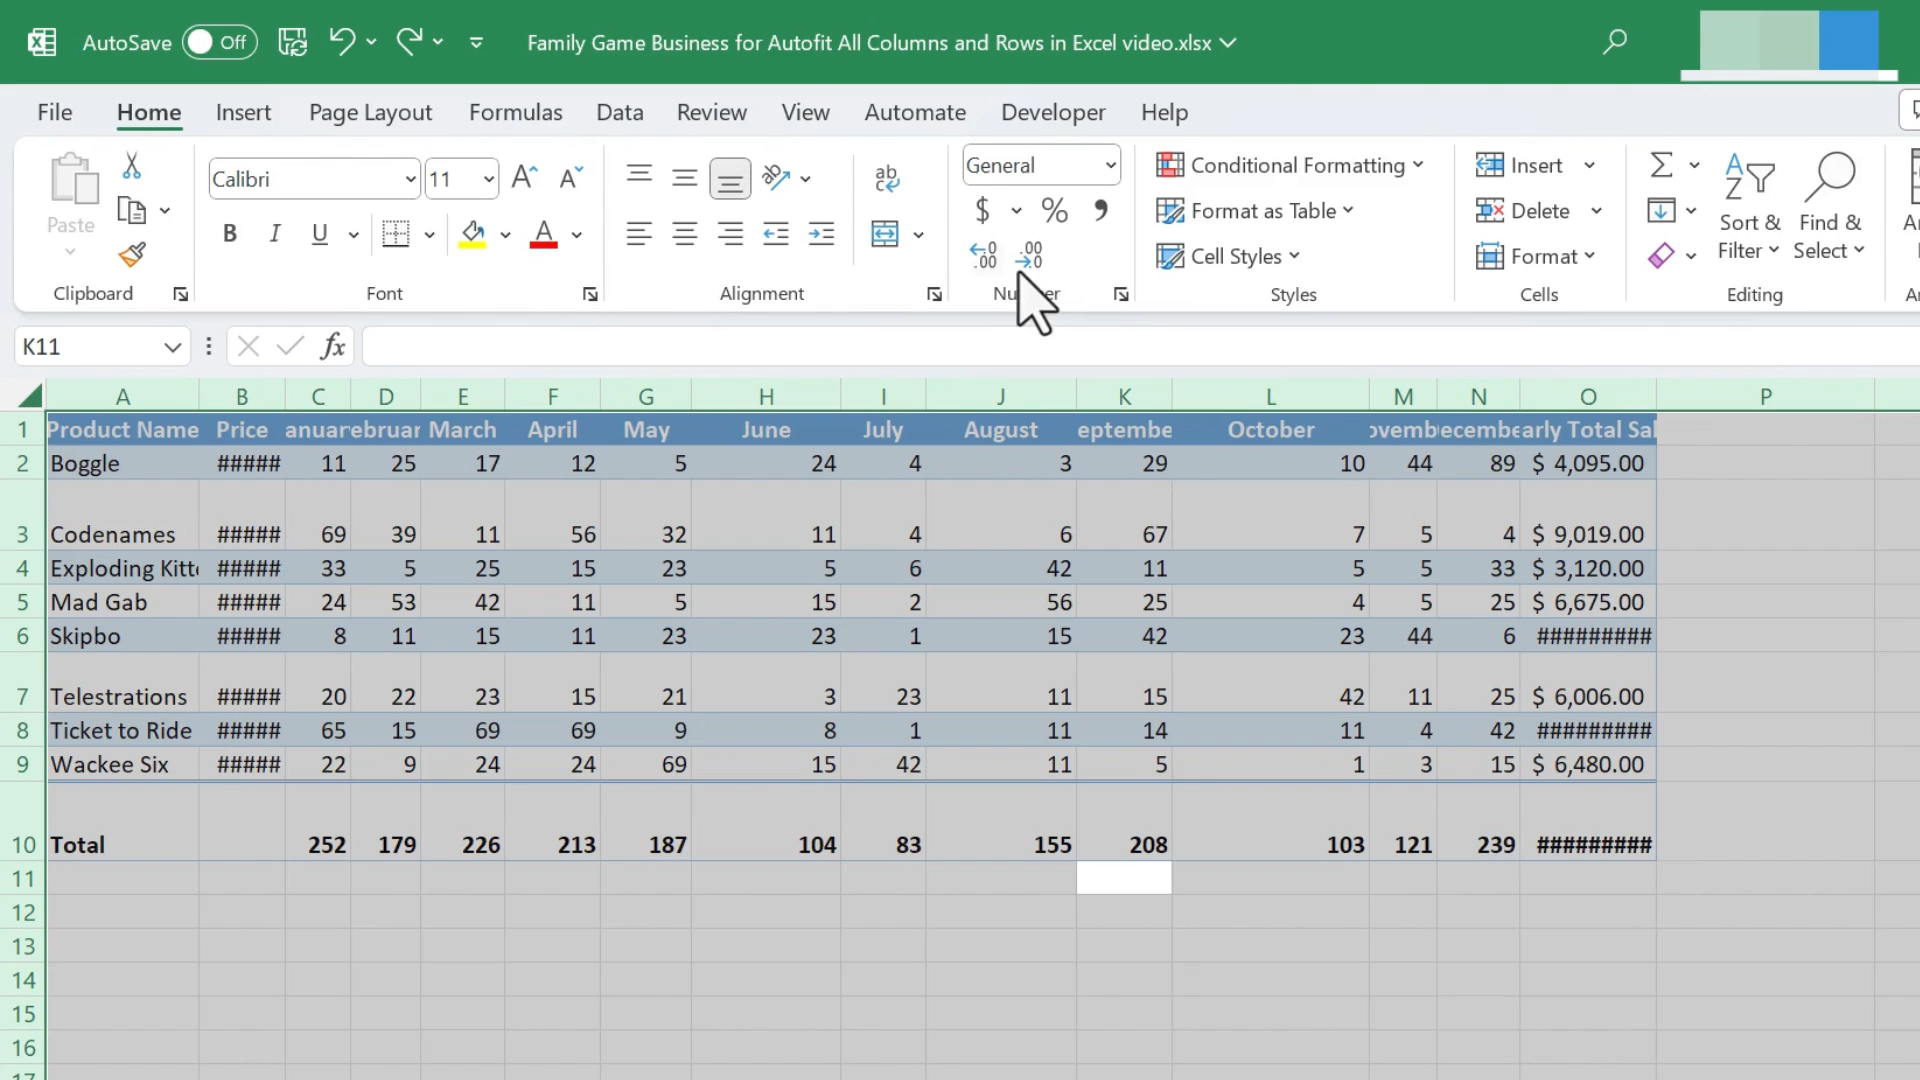 AutoSave Off Family Game Business for Autofit All Columns and Rows in Excel video.xlsx
File Home Insert Page Layout Formulas Data Review View Automate Developer Help
Paste Calibri 11 General Conditional Formatting Insert
B I U $ % Format as Table Delete Sort & Filter Find & Select
Cell Styles Format
Clipboard Font Alignment Styles Cells Editing
K11 fx
A B C D E F G H I J K L M N O P
1 Product Name Price anuar ebruar March April May June July August eptembe October ovemb ecembe arly Total Sal
2 Boggle ##### 11 25 17 12 5 24 4 3 29 10 44 89 $ 4,095.00
3 Codenames ##### 69 39 11 56 32 11 4 6 67 7 5 4 $ 9,019.00
4 Exploding Kitt ##### 33 5 25 15 23 5 6 42 11 5 5 33 $ 3,120.00
5 Mad Gab ##### 24 53 42 11 5 15 2 56 25 4 5 25 $ 6,675.00
6 Skipbo ##### 8 11 15 11 23 23 1 15 42 23 44 6 #########
7 Telestrations ##### 20 22 23 15 21 3 23 11 15 42 11 25 $ 6,006.00
8 Ticket to Ride ##### 65 15 69 69 9 8 1 11 14 11 4 42 #########
9 Wackee Six ##### 22 9 24 24 69 15 42 11 5 1 3 15 $ 6,480.00
10 Total 252 179 226 213 187 104 83 155 208 103 121 239 #########
11
12
13
14
15
16